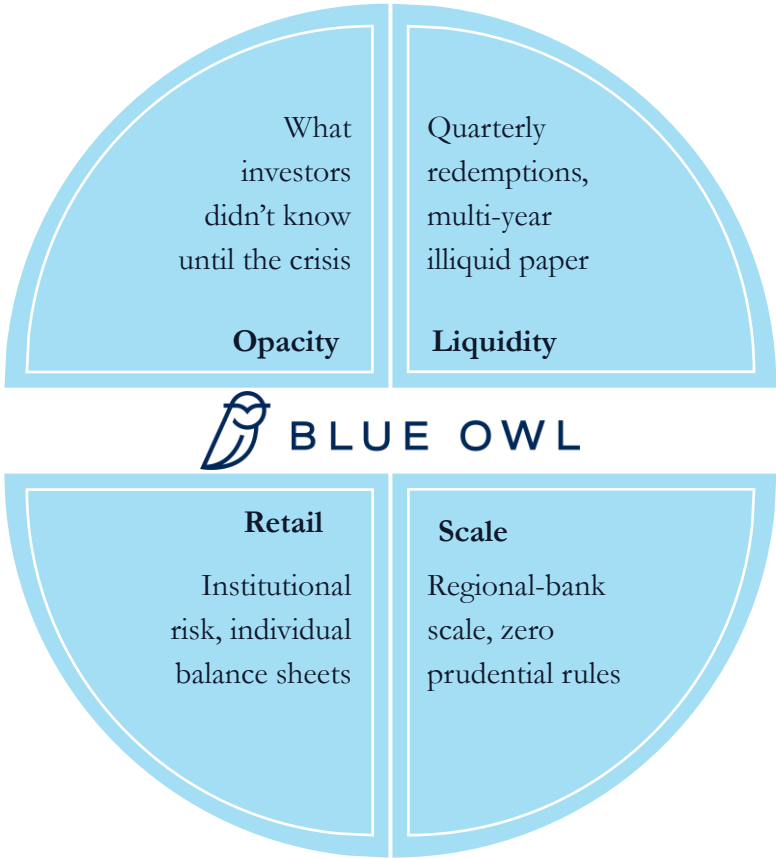 What
investors
didn’t know
until the crisis
Opacity
Quarterly
redemptions,
multi-year
illiquid paper
Liquidity
BLUE OWL
Retail
Institutional
risk, individual
balance sheets
Scale
Regional-bank
scale, zero
prudential rules